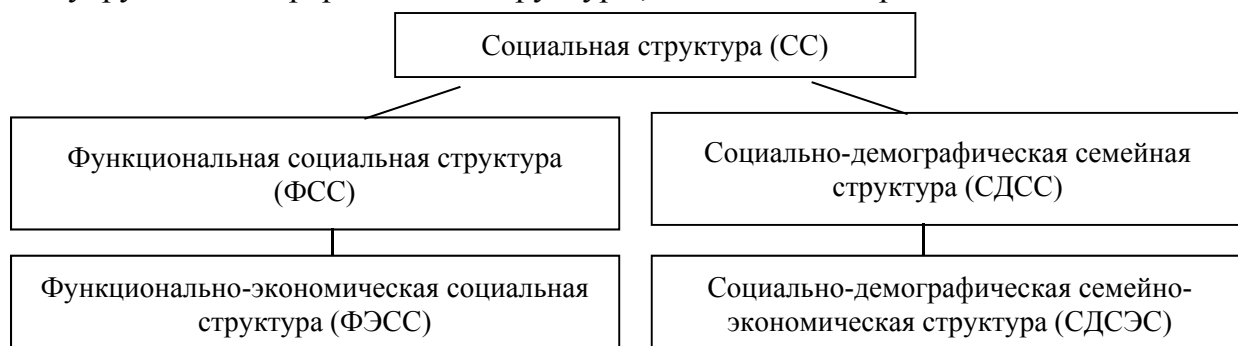 Социальная структура (СС)
Функциональная социальная структура
(ФСС)
Социально-демографическая семейная
структура (СДСС)
Функционально-экономическая социальная
структура (ФЭСС)
Социально-демографическая семейно-
экономическая структура (СДСЭС)